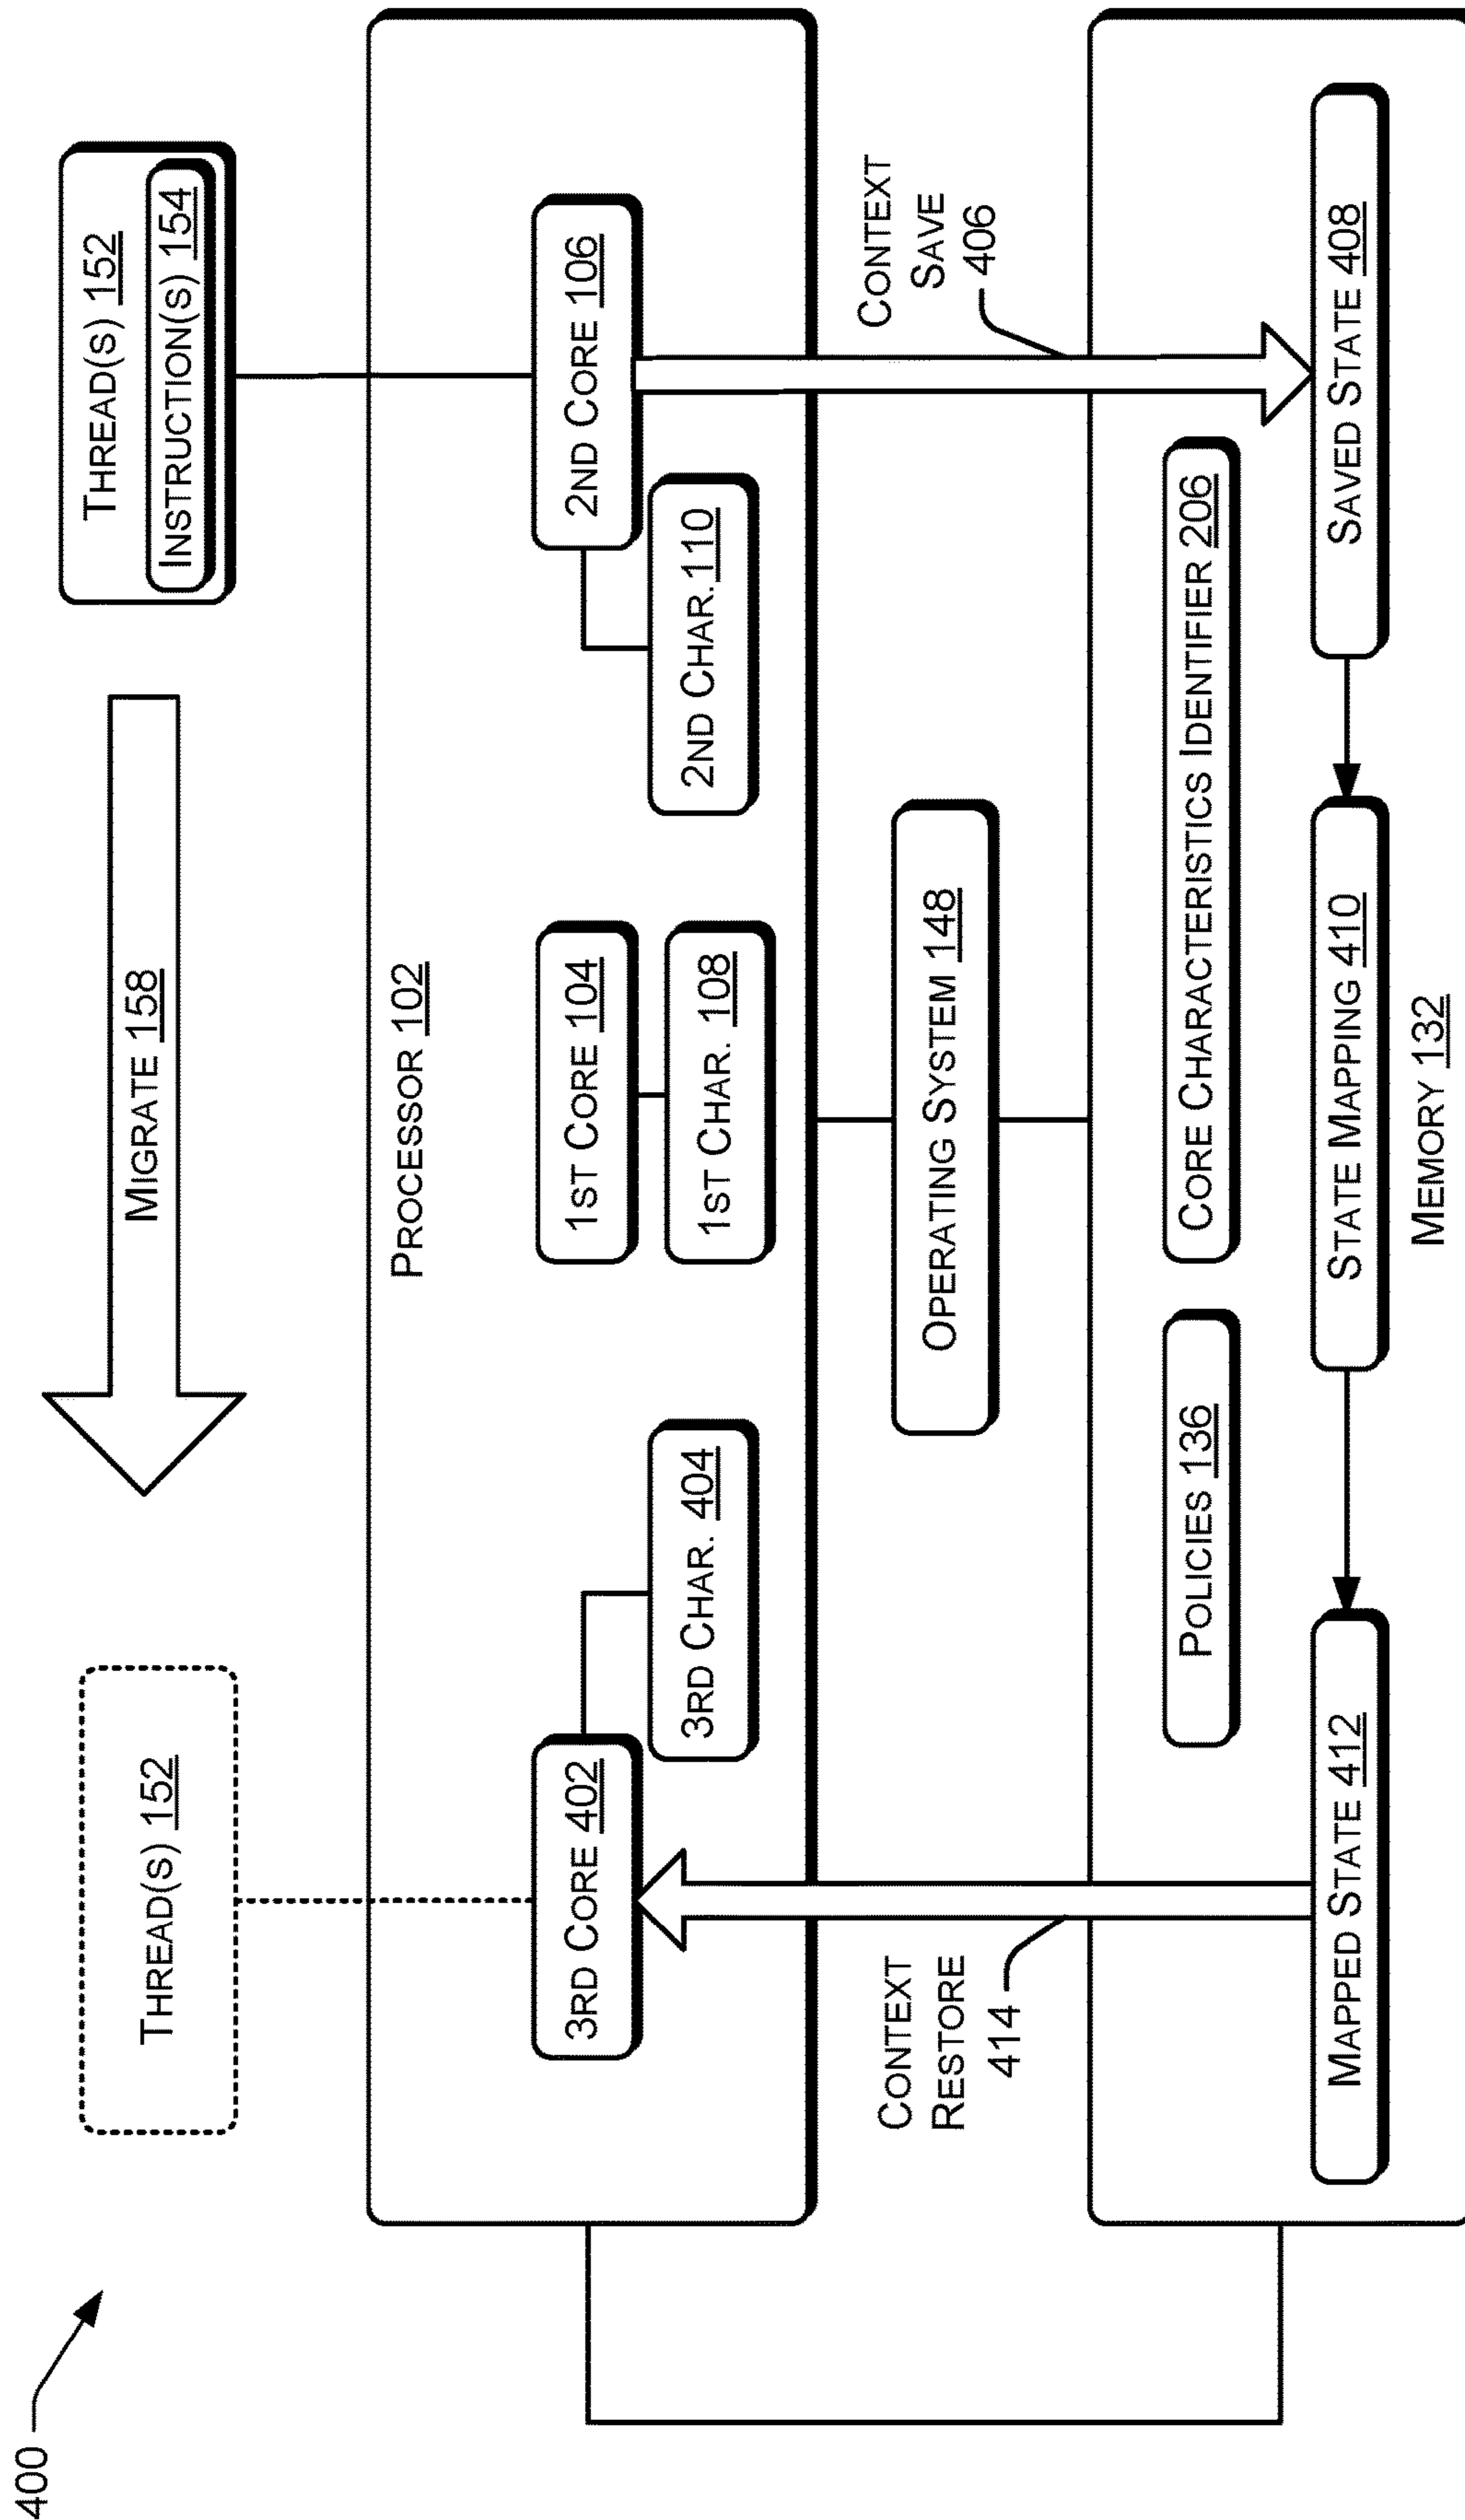 400
THREAD(S) 152
MIGRATE 158
THREAD(S) 152
INSTRUCTION(S) 154
PROCESSOR 102
3RD CORE 402
3RD CHAR. 404
1ST CORE 104
1ST CHAR. 108
2ND CORE 106
2ND CHAR.110
CONTEXT
RESTORE
414
OPERATING SYSTEM 148
CONTEXT
SAVE
406
POLICIES 136
CORE CHARACTERISTICS IDENTIFIER 206
MAPPED STATE 412
STATE MAPPING 410
SAVED STATE 408
MEMORY 132